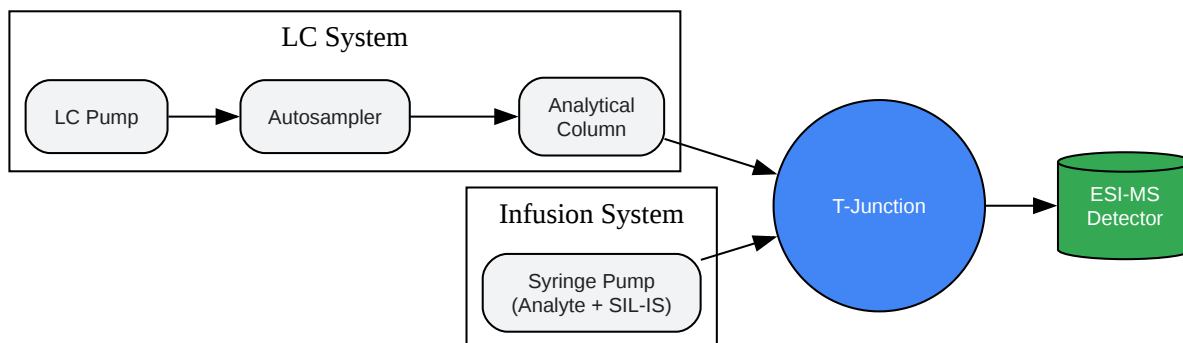 LC System
LC Pump
Autosampler
Analytical
Column
Infusion System
Syringe Pump
(Analyte + SIL-IS)
T-Junction
ESI-MS
Detector